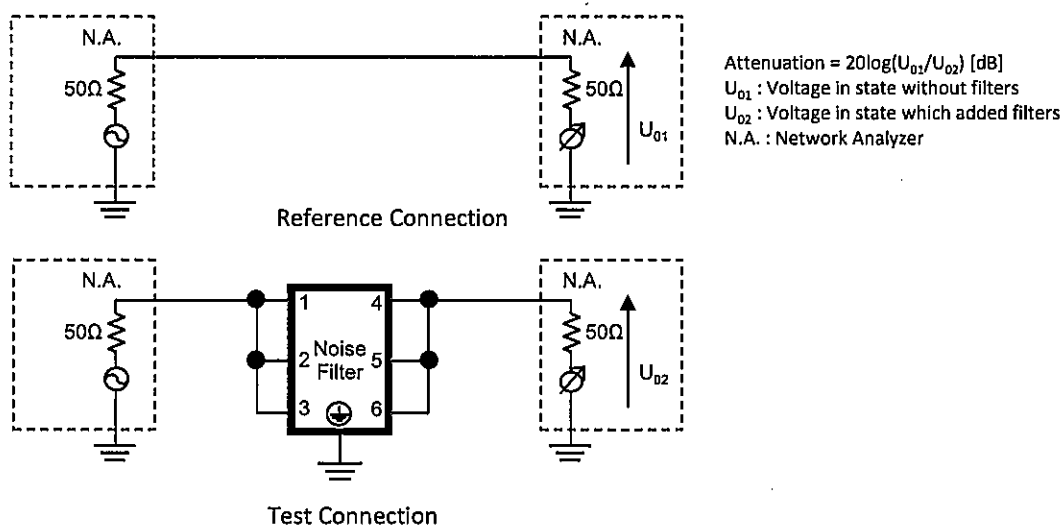 N.A.
N.A.
50Ω
50Ω
U01
Attenuation = 20log(U01/U02) [dB]
U01 : Voltage in state without filters
U02 : Voltage in state which added filters
N.A. : Network Analyzer
Reference Connection
N.A.
N.A.
50Ω
1
4
2
Noise
Filter
5
3
6
50Ω
U02
Test Connection